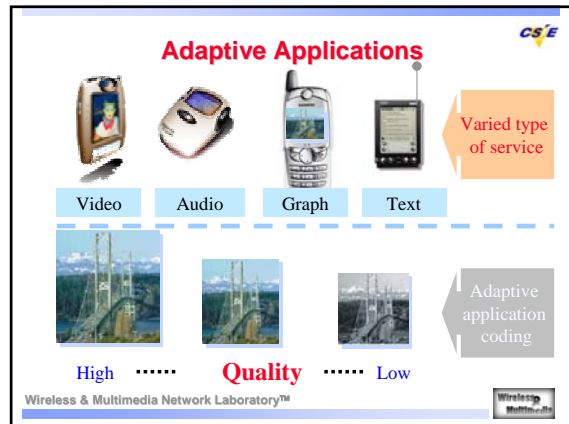 CSIE
Adaptive Applications
Varied type
of service
Video Audio Graph Text
Adaptive
application
coding
High ...... Quality ...... Low
Wireless & Multimedia Network Laboratory™
Wireless
Multimedia